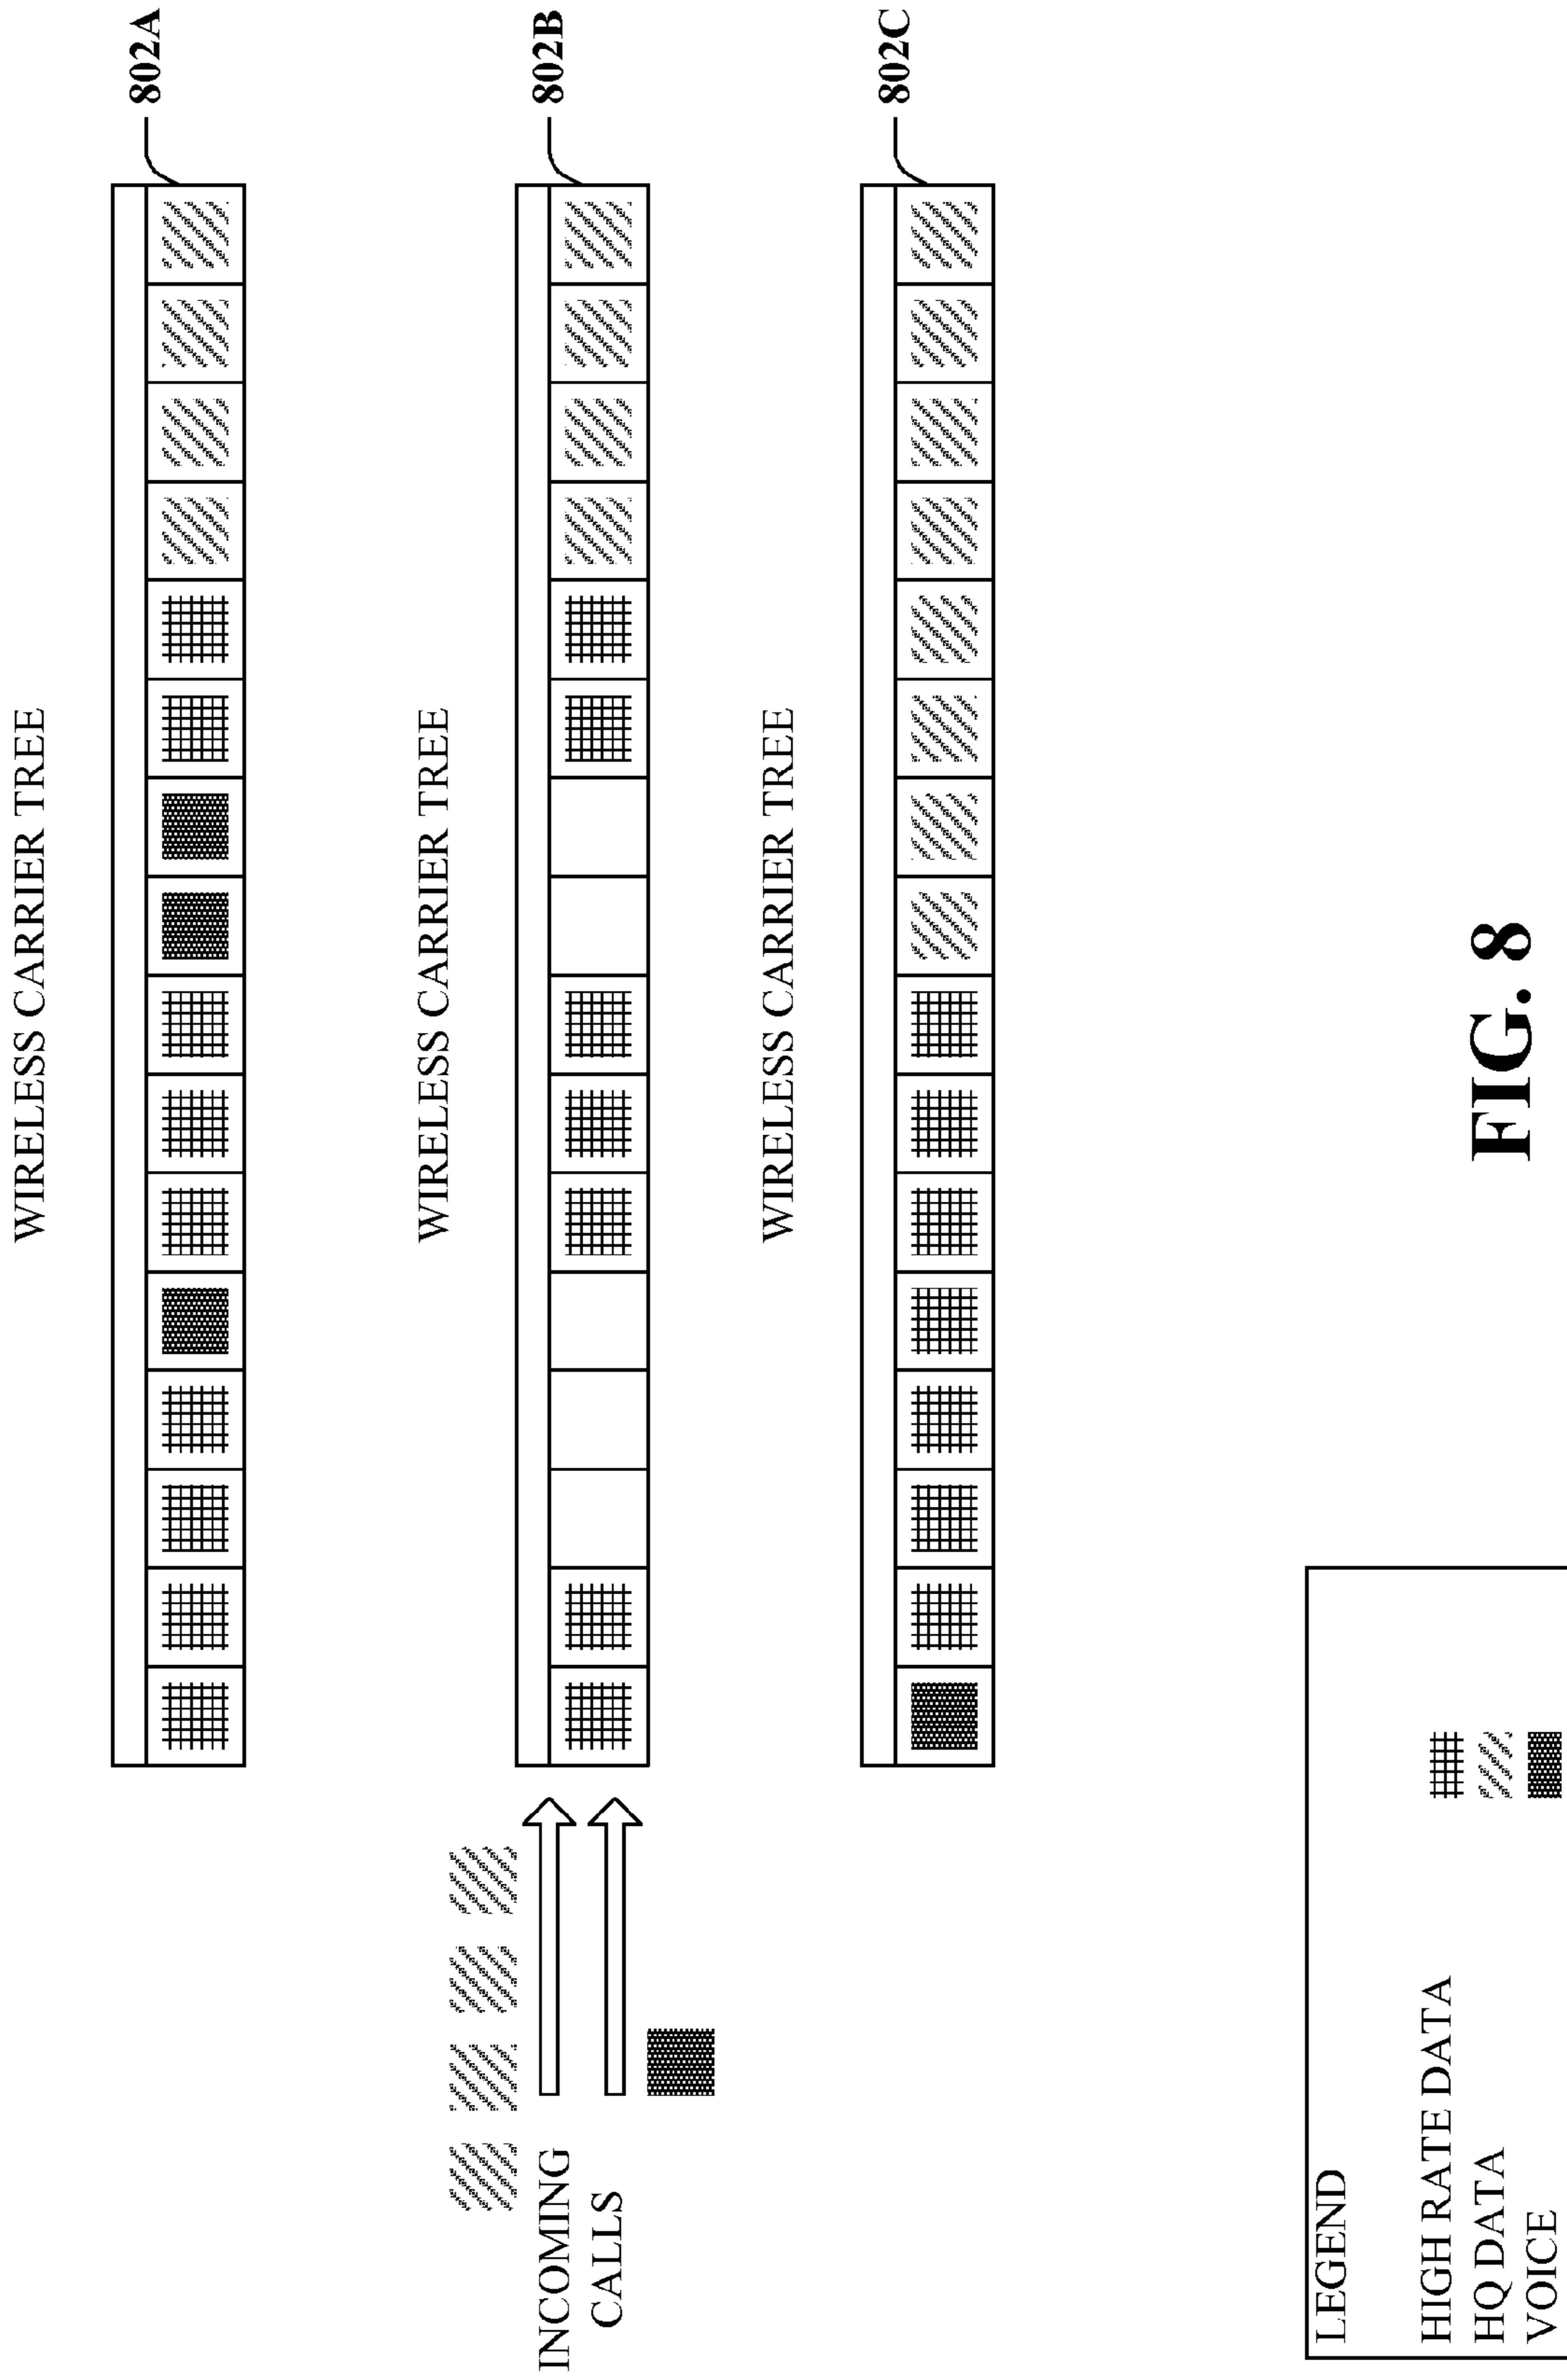 WIRELESS CARRIER TREE
802A
WIRELESS CARRIER TREE
INCOMING
CALLS
802B
WIRELESS CARRIER TREE
802C
LEGEND
HIGH RATE DATA
HQ DATA
VOICE
FIG. 8